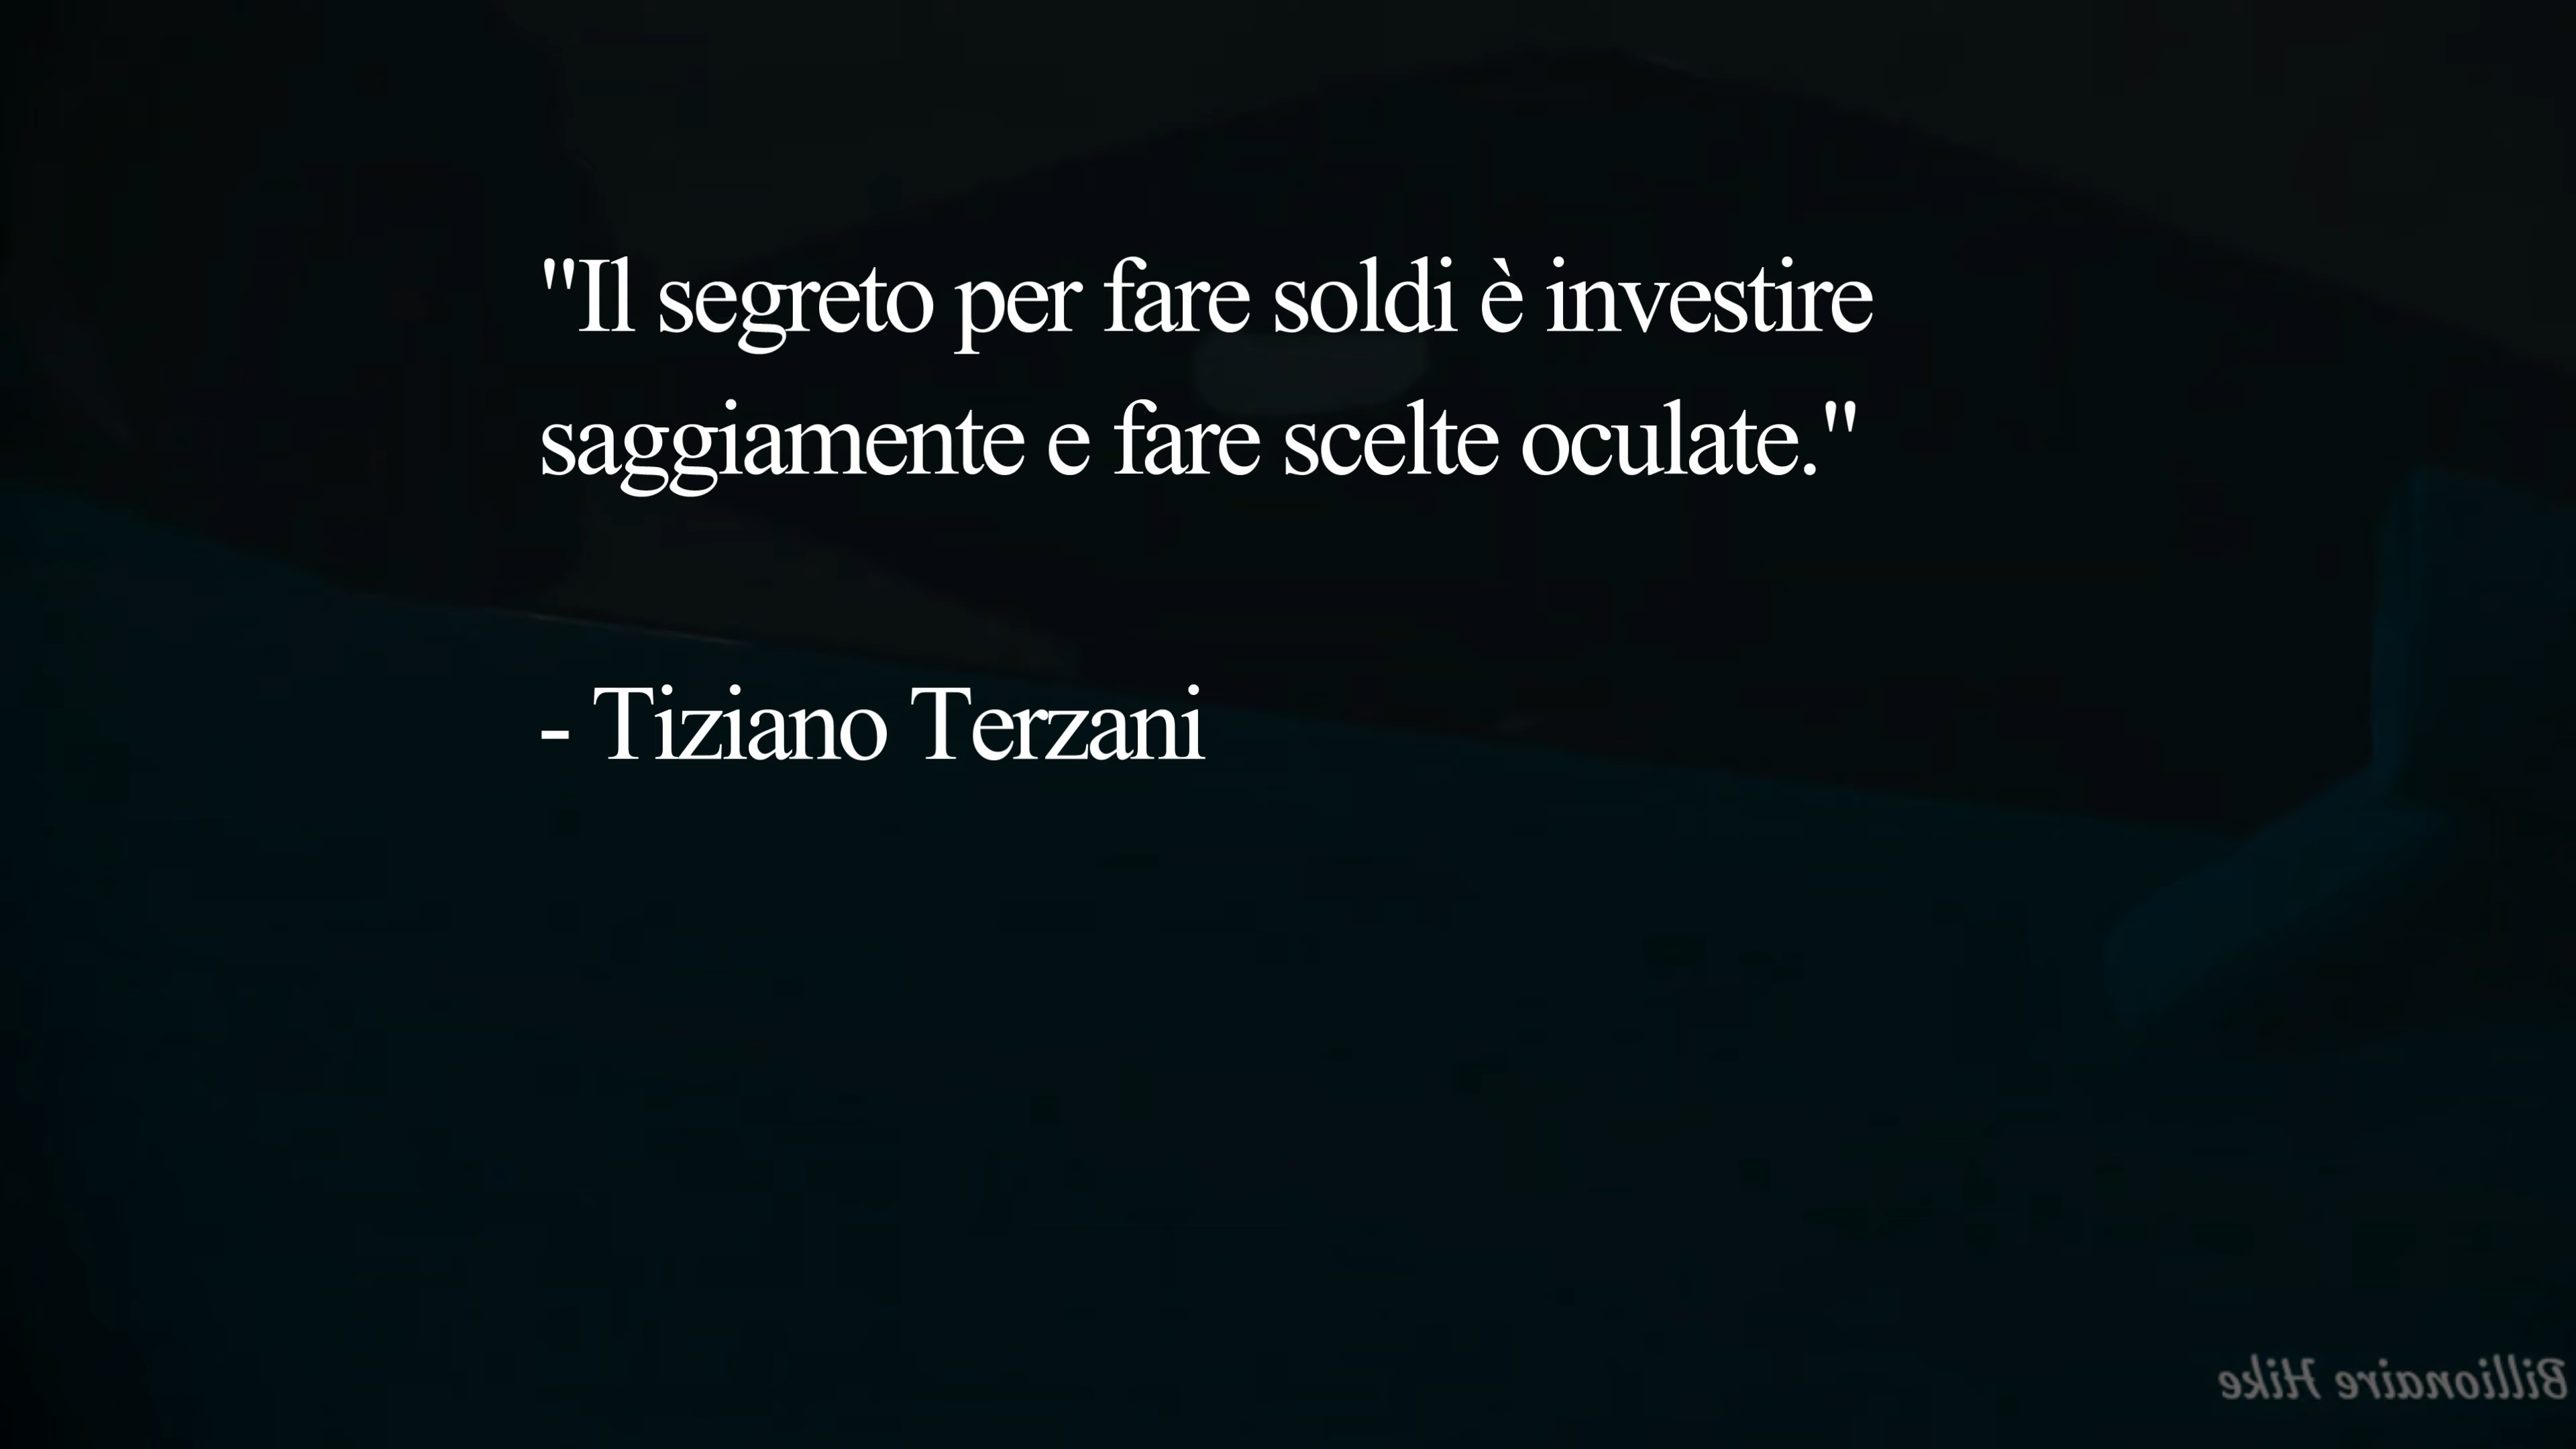 "Il segreto per fare soldi è investire
saggiamente e fare scelte oculate."
- Tiziano Terzani
Billionaire Hike